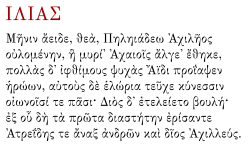 ΙΛΙΑΣ
Μῆνιν ἄειδε, θεὰ, Πηληιάδεω Ἀχιλῆος
οὐλομένην, ἣ μυρί' Ἀχαιοῖς ἄλγε' ἔθηκε,
πολλὰς δ' ἰφθίμους ψυχὰς Ἄϊδι προΐαψεν
ἡρώων, αὐτοὺς δὲ ἑλώρια τεῦχε κύνεσσιν
οἰωνοῖσί τε πᾶσι· Διὸς δ' ἐτελείετο βουλή·
ἐξ οὗ δὴ τὰ πρῶτα διαστήτην ἐρίσαντε
Ἀτρεΐδης τε ἄναξ ἀνδρῶν καὶ δῖος Ἀχιλλεύς.